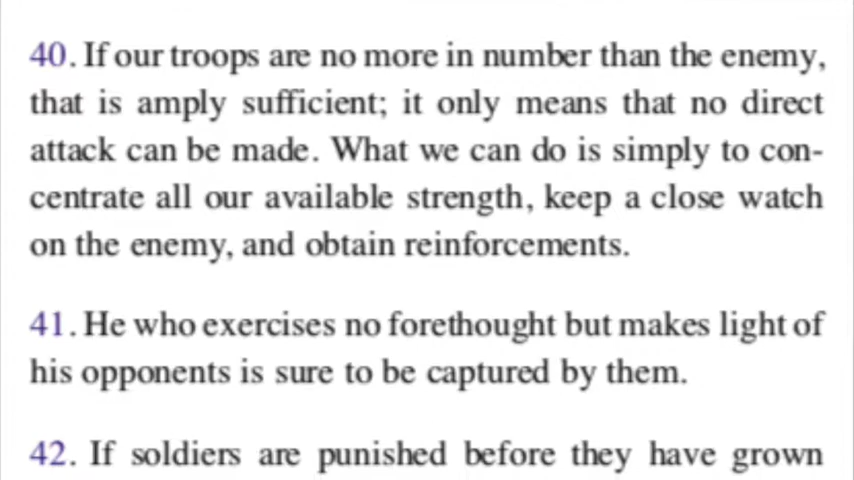 40. If our troops are no more in number than the enemy,
that is amply sufficient; it only means that no direct
attack can be made. What we can do is simply to con-
centrate all our available strength, keep a close watch
on the enemy, and obtain reinforcements.
41. He who exercises no forethought but makes light of
his opponents is sure to be captured by them.
42. If soldiers are punished before they have grown